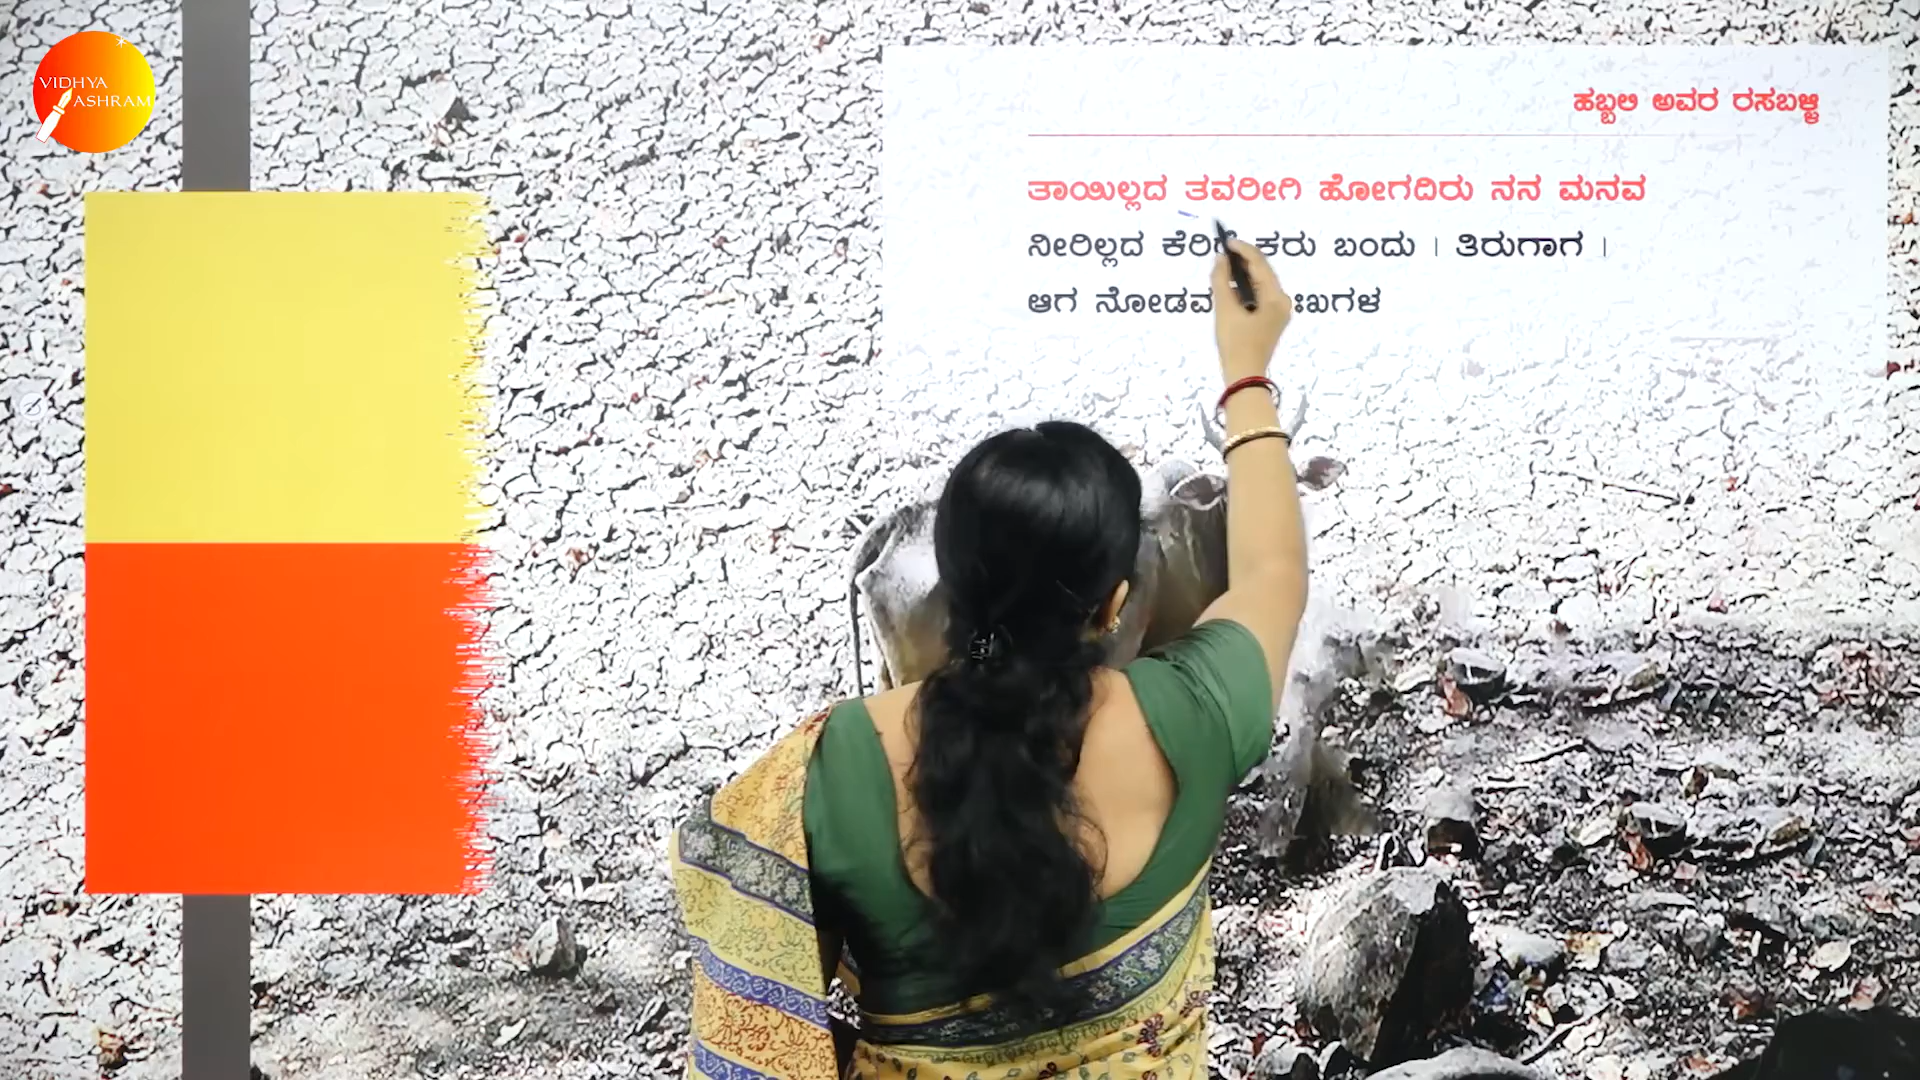 VIDHYA
ASHRAM
ಹಬ್ಬಲಿ ಅವರ ರಸಬಳ್ಳಿ
ತಾಯಿಲ್ಲದ ತವರೀಗಿ ಹೋಗದಿರು ನನ ಮನವ
ನೀರಿಲ್ಲದ ಕರು ಬಂದು । ತಿರುಗಾಗ ।
ಆಗ